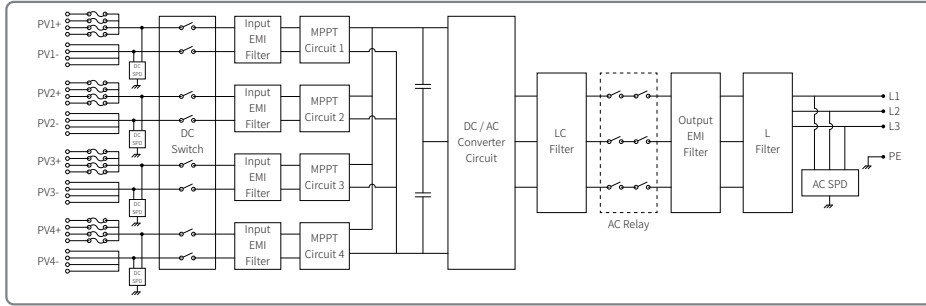 PV1+
PV1-
DC
SPD
Input
EMI
Filter
MPPT
Circuit 1
PV2+
PV2-
DC
SPD
Input
EMI
Filter
MPPT
Circuit 2
DC
Switch
PV3+
PV3-
DC
SPD
Input
EMI
Filter
MPPT
Circuit 3
PV4+
PV4-
DC
SPD
Input
EMI
Filter
MPPT
Circuit 4
DC / AC
Converter
Circuit
LC
Filter
AC Relay
Output
EMI
Filter
L
Filter
L1
L2
L3
PE
AC SPD